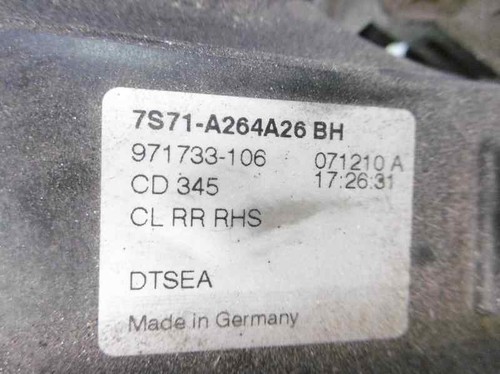 7S71-A264A26 BH
971733-106 071210 A
CD 345 17:26:31
CL RR RHS
DTSEA
Made in Germany